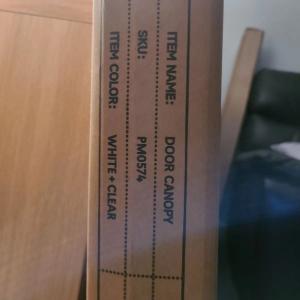 ITEM NAME: DOOR CANOPY
SKU: PM0574
ITEM COLOR: WHITE + CLEAR